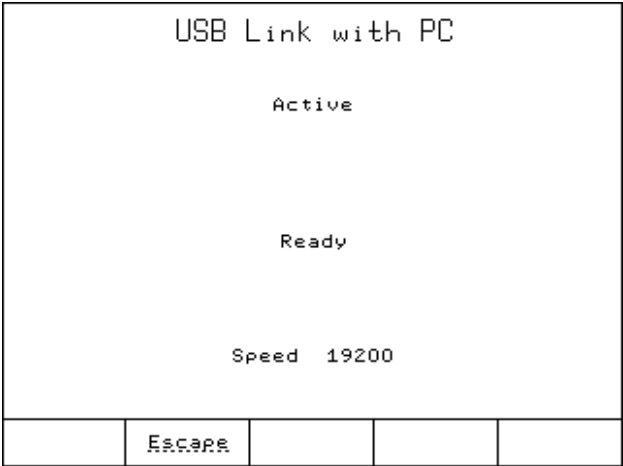 USB Link with PC
Active
Ready
Speed 19200
Escape